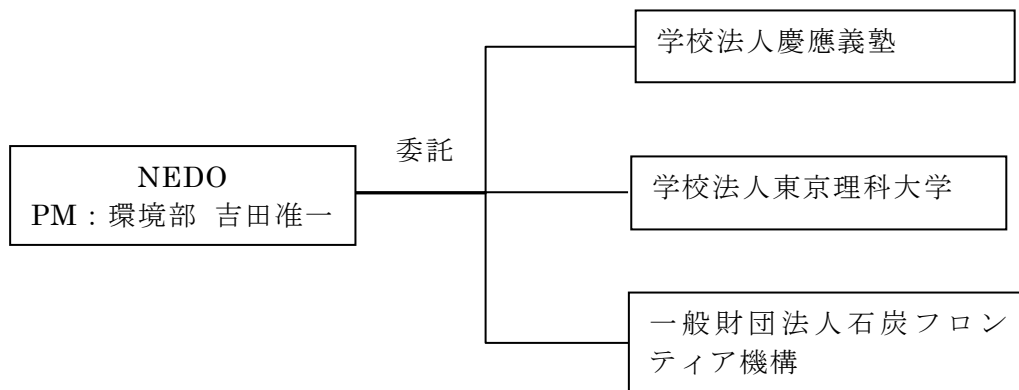 学校法人慶應義塾
委託
NEDO
PM：環境部 吉田准一
学校法人東京理科大学
一般財団法人石炭フロン
ティア機構